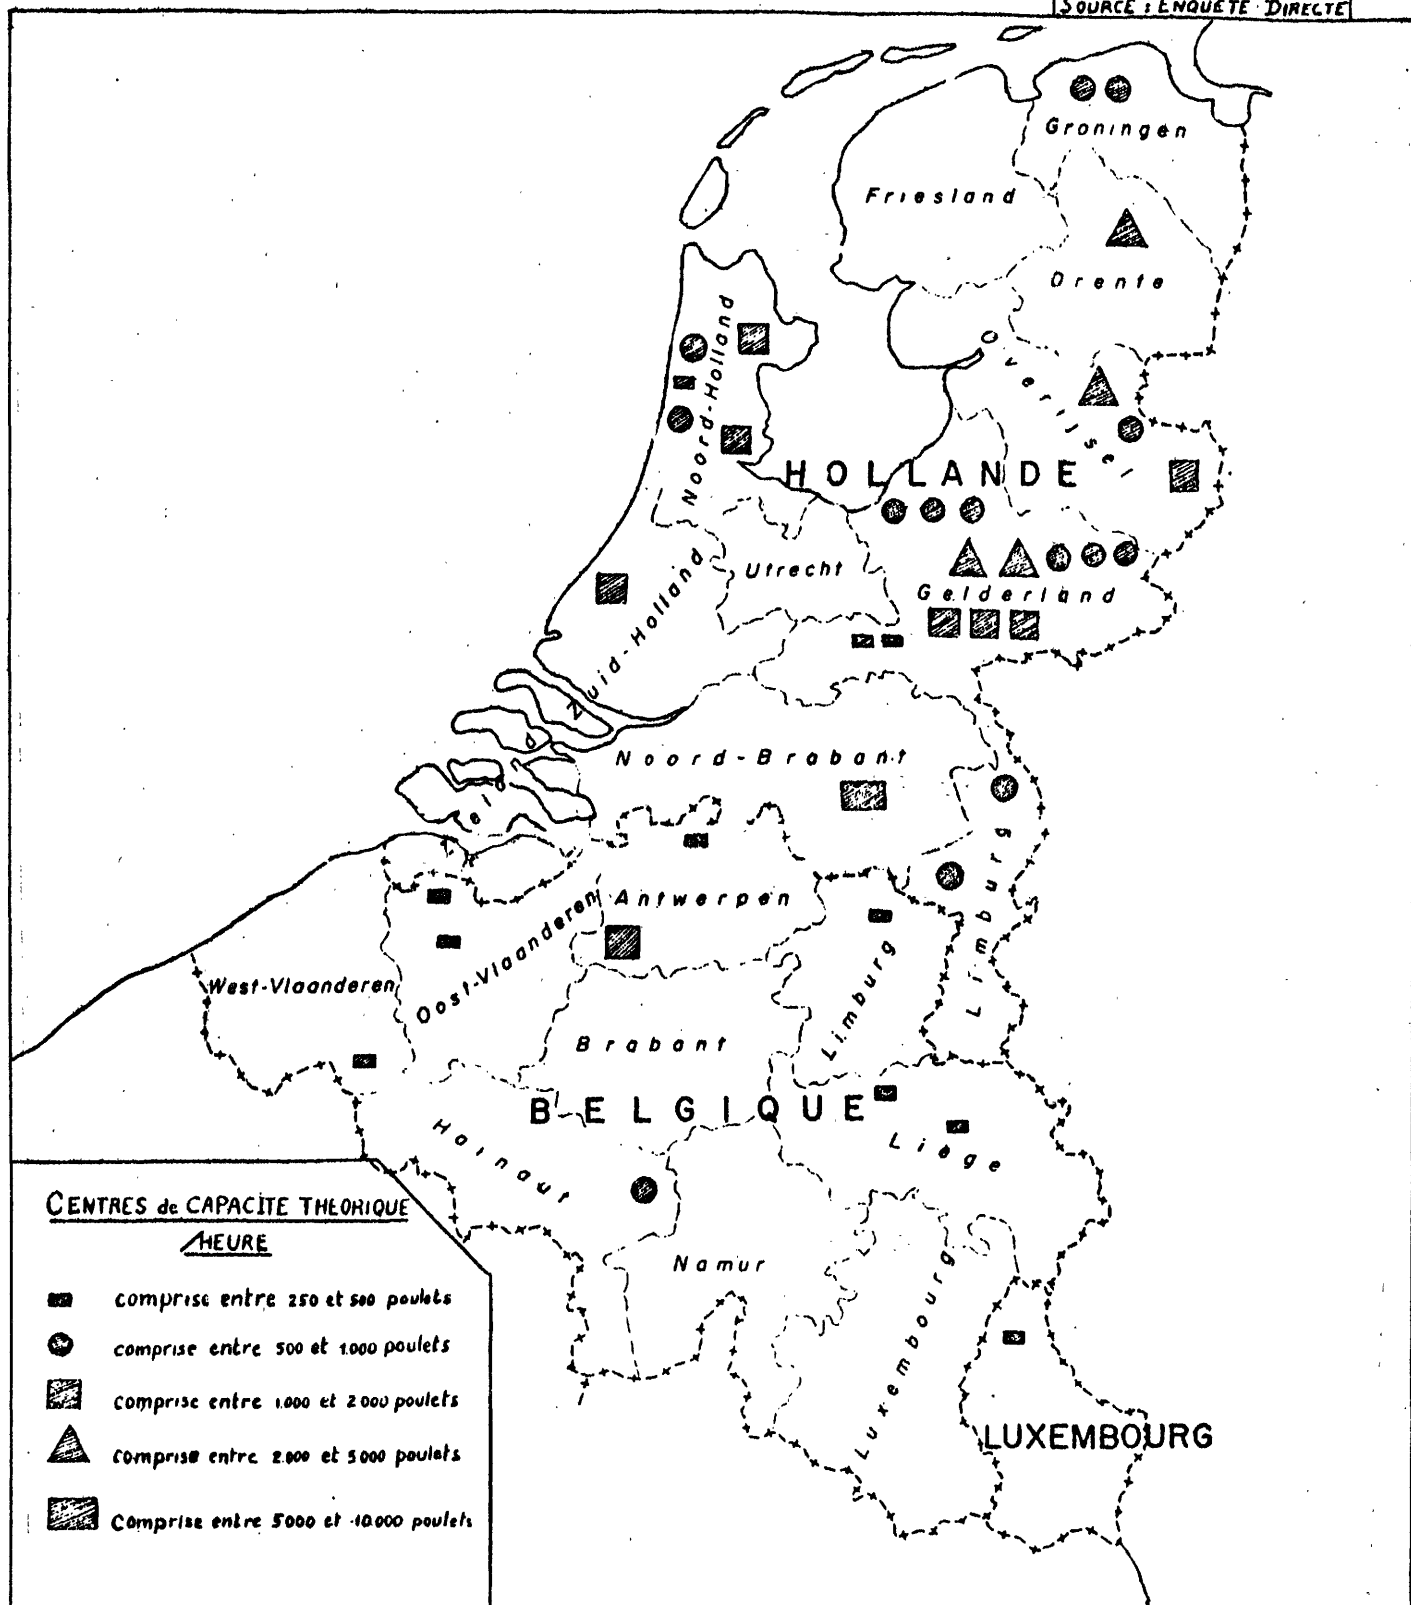 SOURCE : ENQUETE DIRECTE
Groningen
Friesland
Drente
Overijsel
Noord-Holland
HOLLANDE
Utrecht
Gelderland
Zuid-Holland
Noord-Brabant
Limburg
Antwerpen
Oost-Vlaanderen
West-Vlaanderen
Limburg
Brabant
BELGIQUE
Hainaut
Liège
Namur
Luxembourg
LUXEMBOURG
CENTRES de CAPACITE THEORIQUE
/HEURE
comprise entre 250 et 500 poulets
comprise entre 500 et 1.000 poulets
comprise entre 1.000 et 2 000 poulets
comprise entre 2.000 et 5000 poulets
comprise entre 5000 et 10.000 poulets